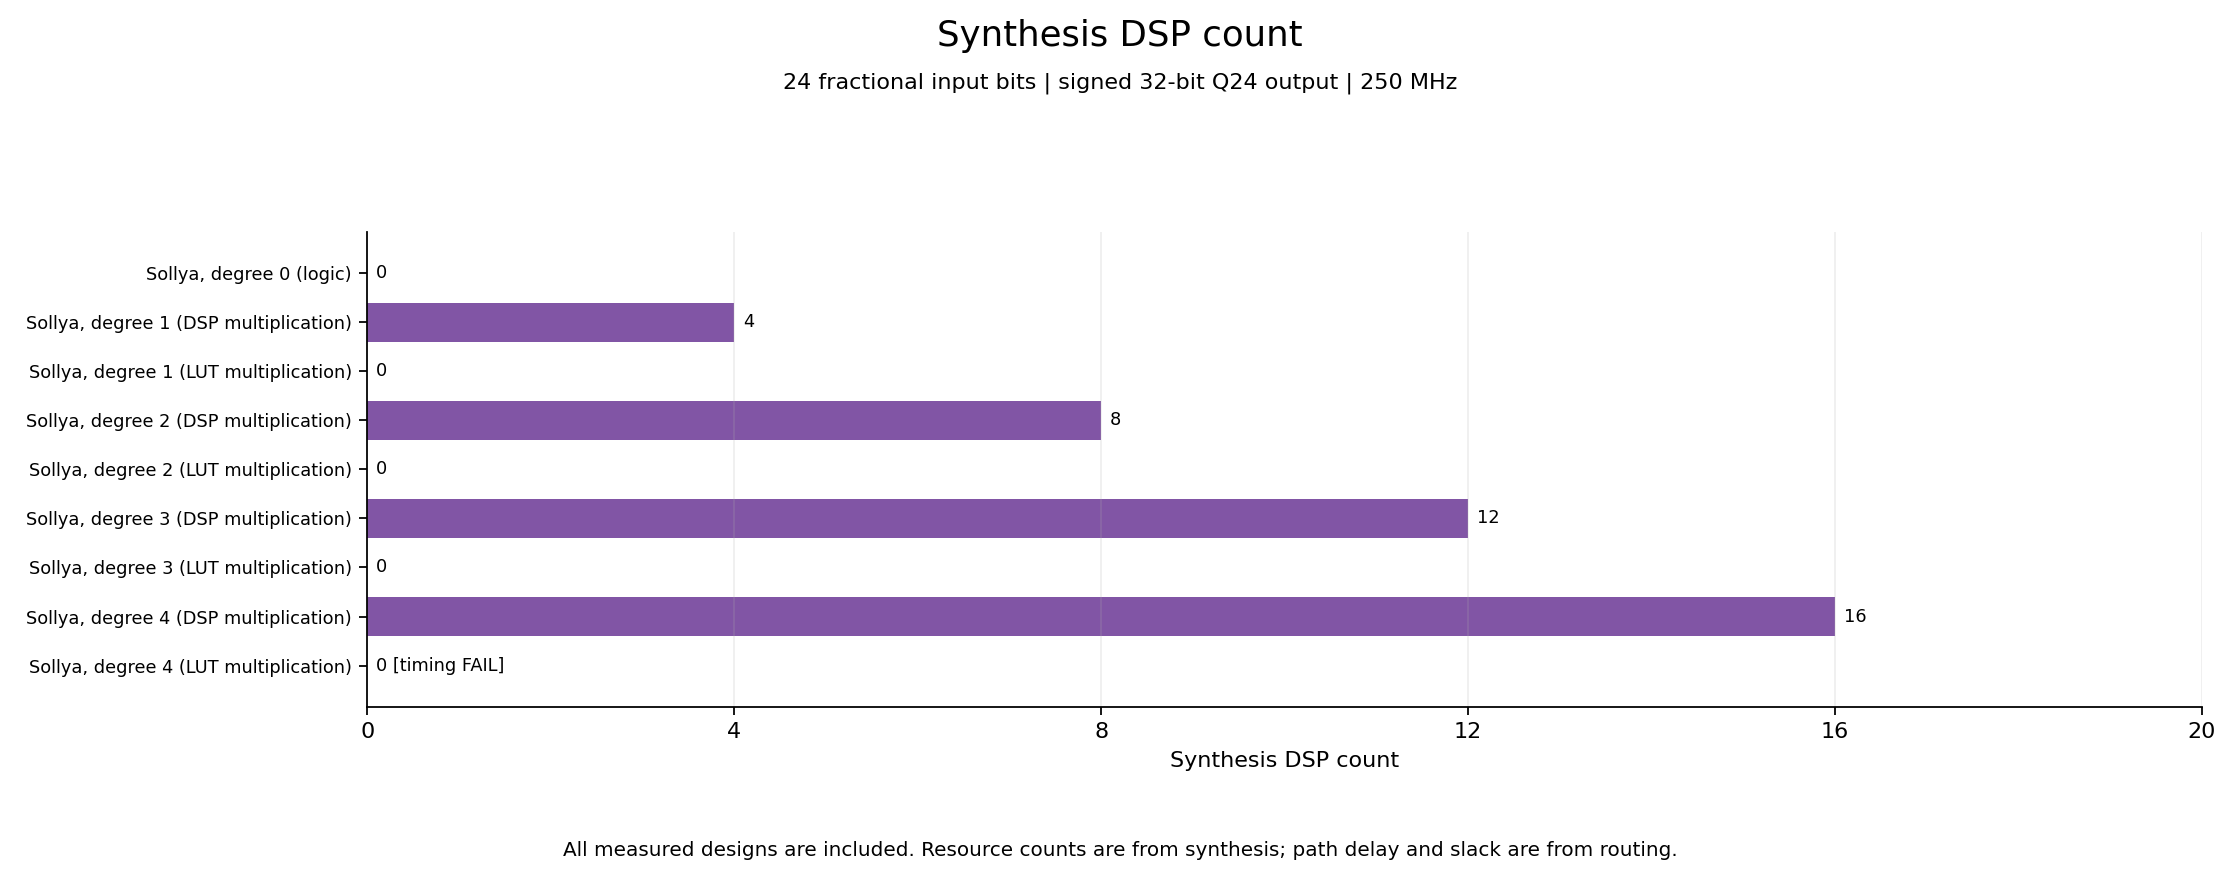 Synthesis DSP count
24 fractional input bits | signed 32-bit Q24 output | 250 MHz
Sollya, degree 0 (logic) 0
Sollya, degree 1 (DSP multiplication) 4
Sollya, degree 1 (LUT multiplication) 0
Sollya, degree 2 (DSP multiplication) 8
Sollya, degree 2 (LUT multiplication) 0
Sollya, degree 3 (DSP multiplication) 12
Sollya, degree 3 (LUT multiplication) 0
Sollya, degree 4 (DSP multiplication) 16
Sollya, degree 4 (LUT multiplication) 0 [timing FAIL]
0 4 8 12 16 20
Synthesis DSP count
All measured designs are included. Resource counts are from synthesis; path delay and slack are from routing.